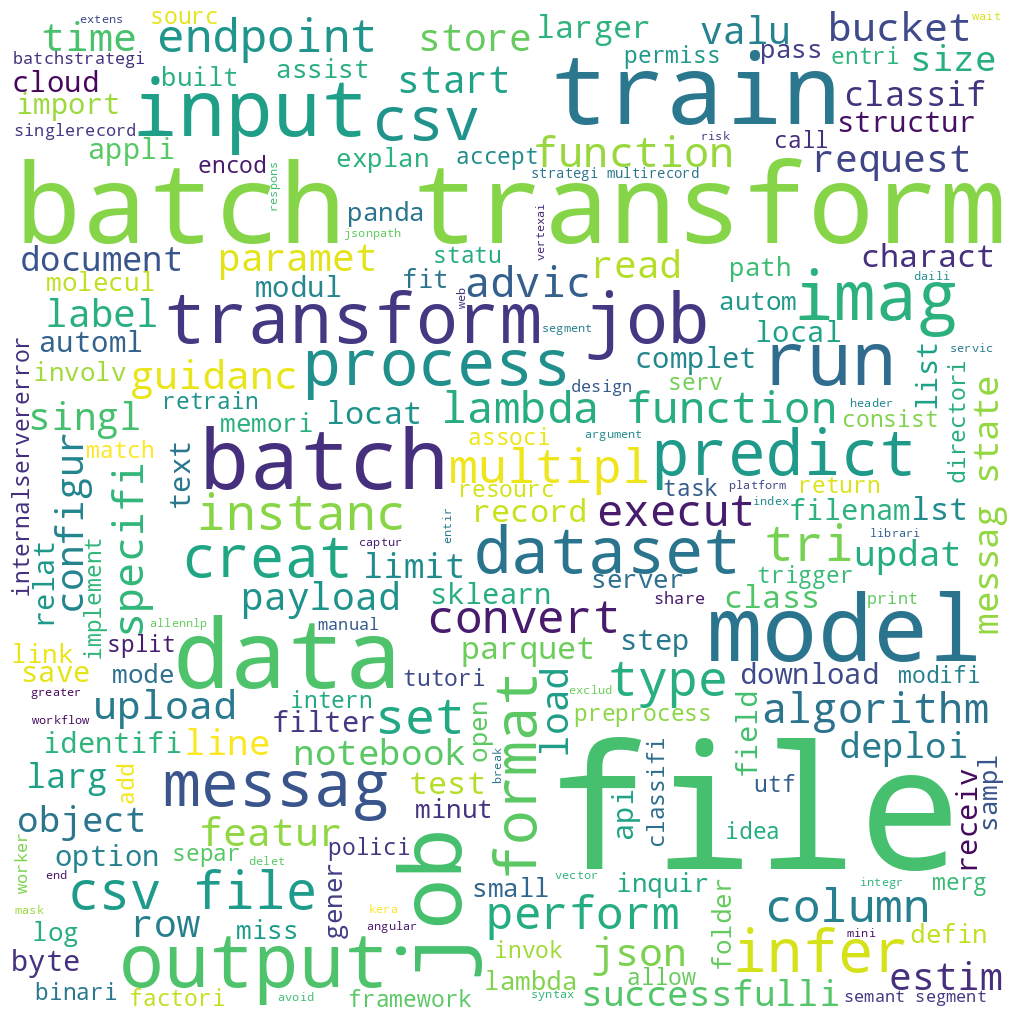 extens
sourc
larger
valu
bucket
wait
time
endpoint
store
batchstrategi
built
assist
permiss
pass
entri
size
cloud
start
train
import
input
csv
classif
singlerecord
structur
appli
encod
explan
accept
function
risk
call
request
respons
strategi multirecord
batch transform
panda
jsonpath
vertexai
document
paramet
statu
read
charact
molecul
modul
fit
advic
path
daili
web
label
transform job
autom
imag
segment
local
automl
process
complet
run
list
servic
involv
guidanc
design
serv
directori
internalservererror
retrain
singl
memori
locat
lambda function
header
consist
message state
match
associ
argument
text
batch
multipl
predict
configur
specifi
resourc
task
platform
return
instanc
record
execut
index
filenam
lst
captur
entir
relat
implement
creat
limit
dataset
tri
updat
librari
server
trigger
payload
sklearn
class
share
print
convert
allennlp
manual
split
step
model
data
parquet
link
save
mode
tutori
type
download
modifi
greater
intern
exclud
upload
filter
set
format
load
open
preprocess
field
algorithm
workflow
identifi
line
notebook
break
deploi
larg
add
messag
test
minut
api
classifi
utf
sampl
object
featur
file
receiv
option
separ
polici
idea
worker
delet
job
end
gener
csv file
small
vector
inquir
integr
merg
mask
kera
angular
perform
folder
column
row
miss
mini
defin
log
output
invok
json
infer
byte
lambda
allow
estim
binari
factori
avoid
framework
syntax
successfulli
semant segment